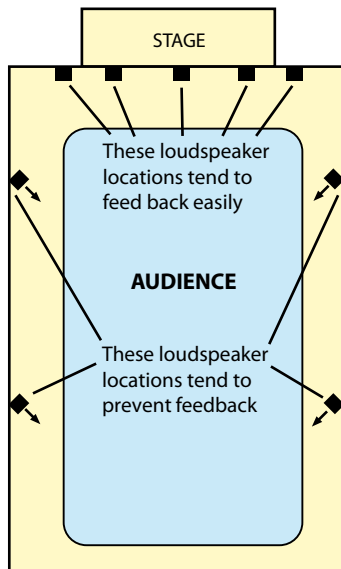 STAGE
These loudspeaker
locations tend to
feed back easily
AUDIENCE
These loudspeaker
locations tend to
prevent feedback